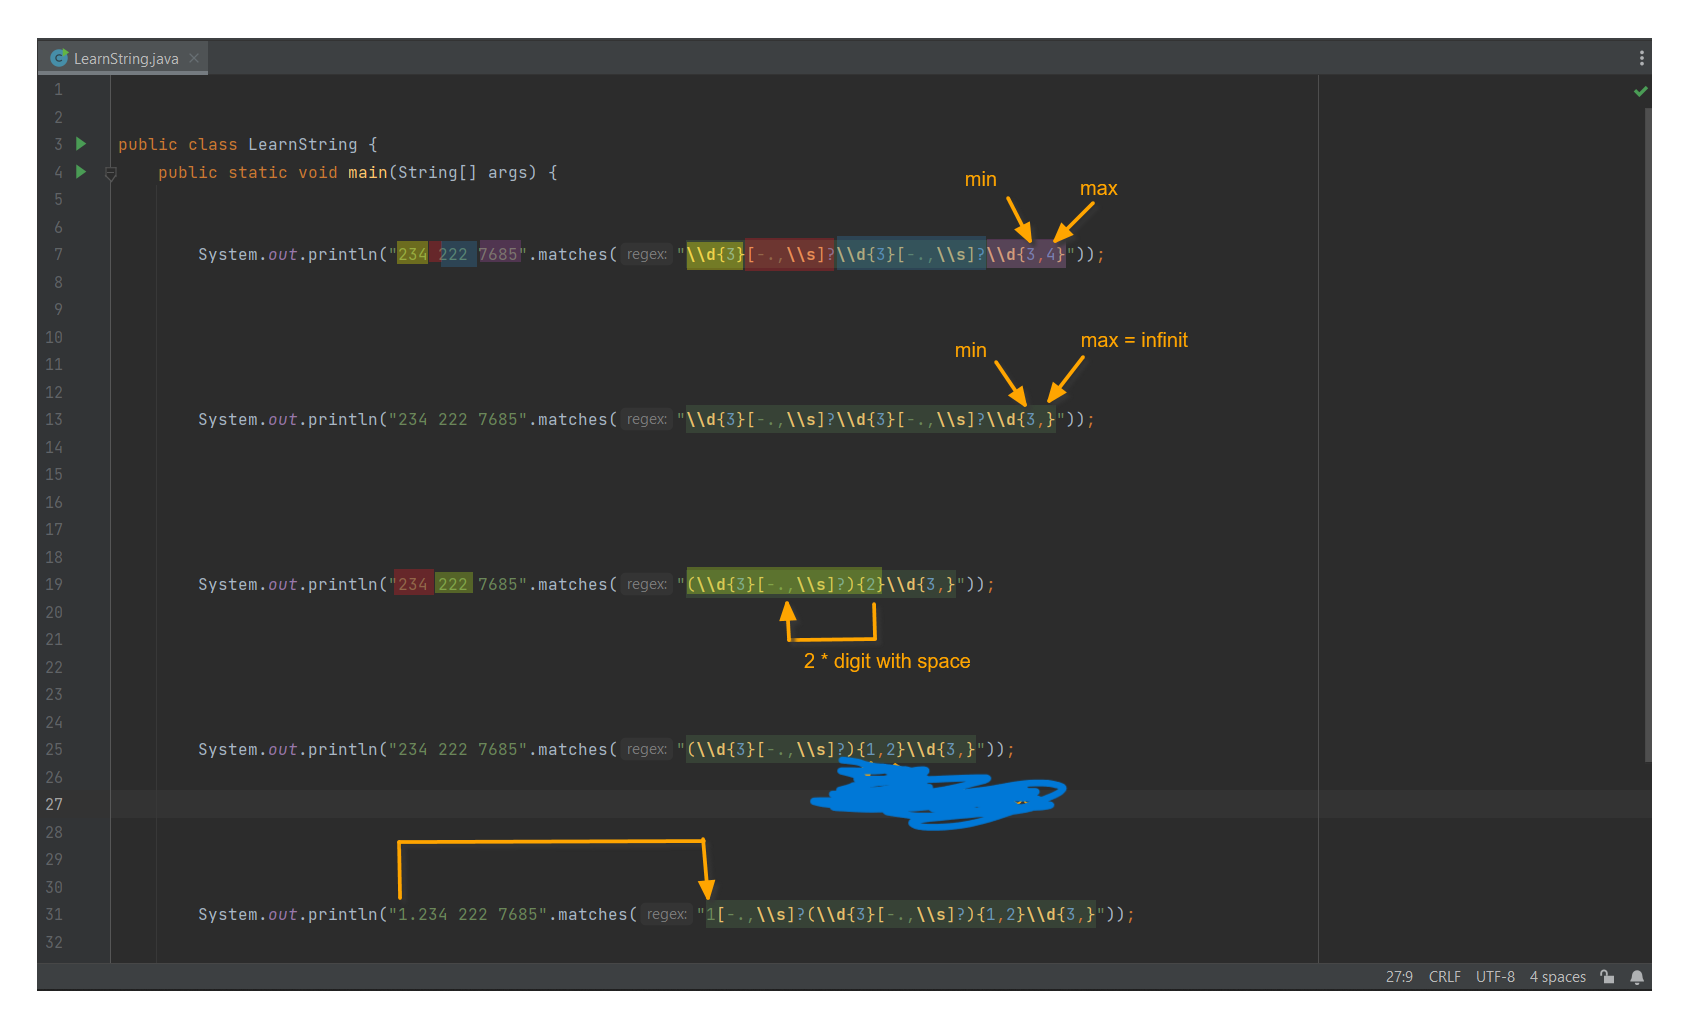 LearnString.java
1
2
3 public class LearnString {
4 public static void main(String[] args) {
5
min max
6
7 System.out.println("234 222 7685".matches( regex: "\\d{3}[-.,\\s]?\\d{3}[-.,\\s]?\\d{3,4}"));
8
9
10
min max = infinit
11
12
13 System.out.println("234 222 7685".matches( regex: "\\d{3}[-.,\\s]?\\d{3}[-.,\\s]?\\d{3,}"));
14
15
16
17
18
19 System.out.println("234 222 7685".matches( regex: "(\\d{3}[-.,\\s]?){2}\\d{3,}"));
20
21
22
2 * digit with space
23
24
25 System.out.println("234 222 7685".matches( regex: "(\\d{3}[-.,\\s]?){1,2}\\d{3,}"));
26
27
28
29
30
31 System.out.println("1.234 222 7685".matches( regex: "1[-.,\\s]?(\\d{3}[-.,\\s]?){1,2}\\d{3,}"));
32
27:9 CRLF UTF-8 4 spaces